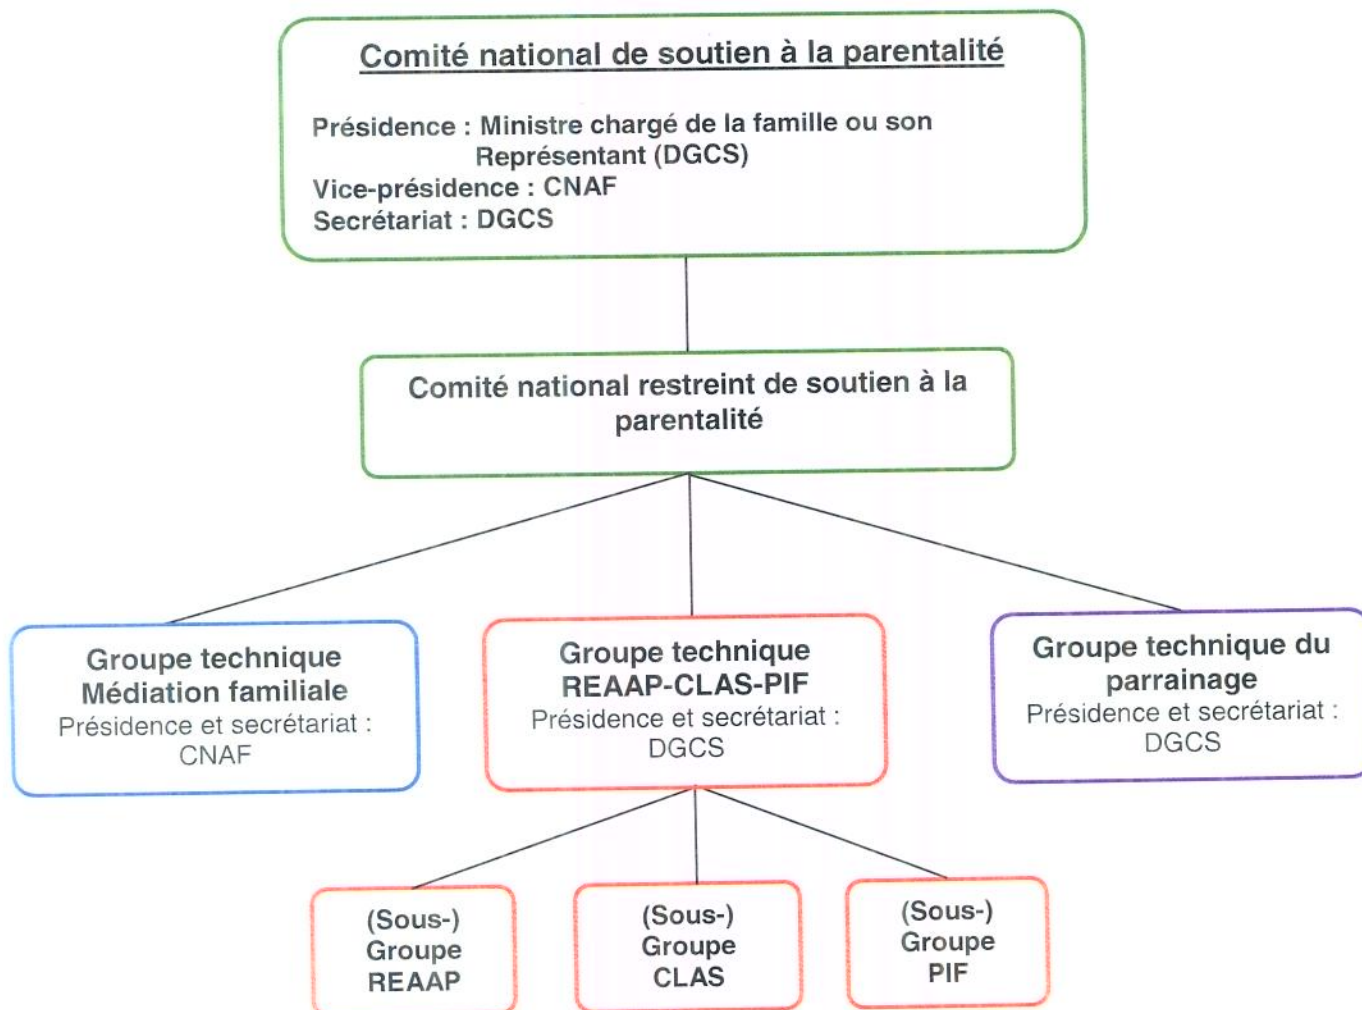 Comité national de soutien à la parentalité
Présidence : Ministre chargé de la famille ou son
Représentant (DGCS)
Vice-présidence : CNAF
Secrétariat : DGCS
Comité national restreint de soutien à la
parentalité
Groupe technique
Médiation familiale
Présidence et secrétariat :
CNAF
Groupe technique
REAAP-CLAS-PIF
Présidence et secrétariat :
DGCS
Groupe technique du
parrainage
Présidence et secrétariat :
DGCS
(Sous-)
Groupe
REAAP
(Sous-)
Groupe
CLAS
(Sous-)
Groupe
PIF